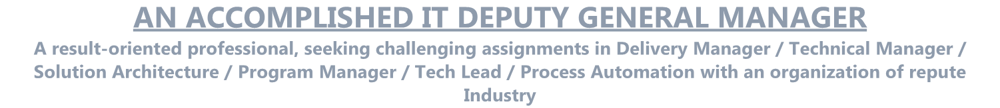 AN ACCOMPLISHED IT DEPUTY GENERAL MANAGER
A result-oriented professional, seeking challenging assignments in Delivery Manager / Technical Manager /
Solution Architecture / Program Manager / Tech Lead / Process Automation with an organization of repute
Industry